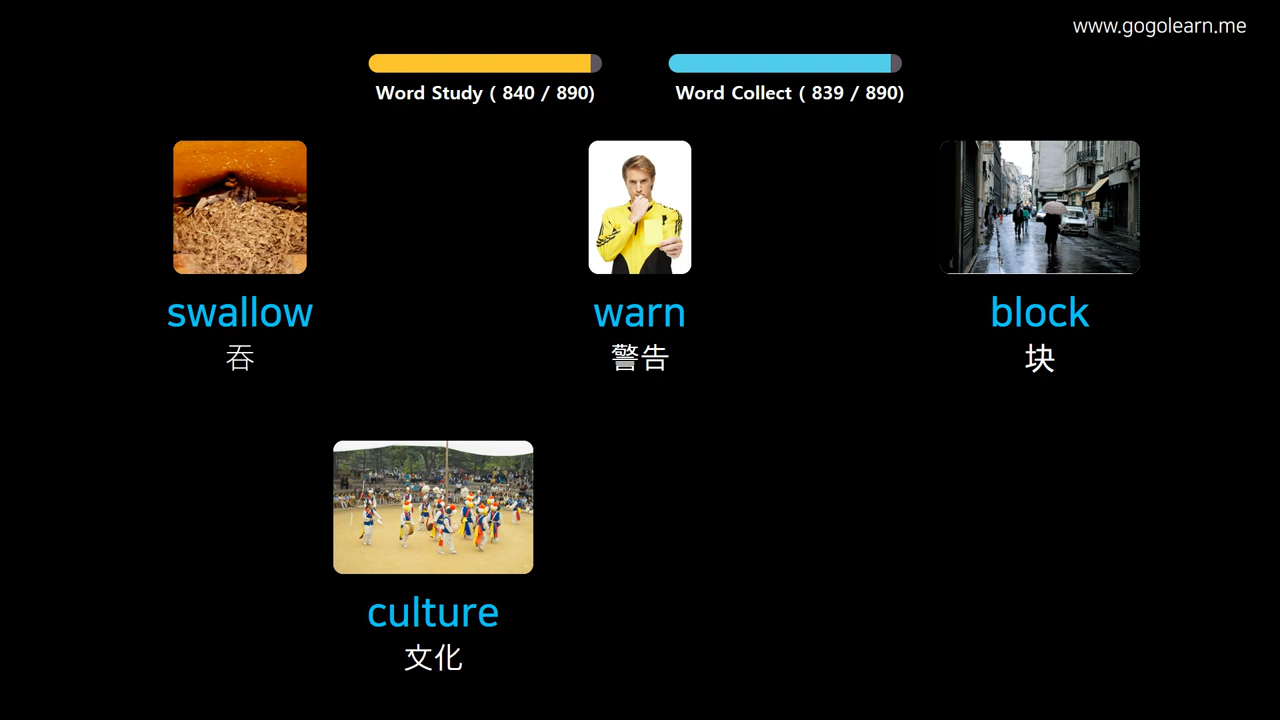 www.gogolearn.me
Word Study ( 840 / 890)
Word Collect ( 839 / 890)
swallow
吞
warn
警告
block
块
culture
文化